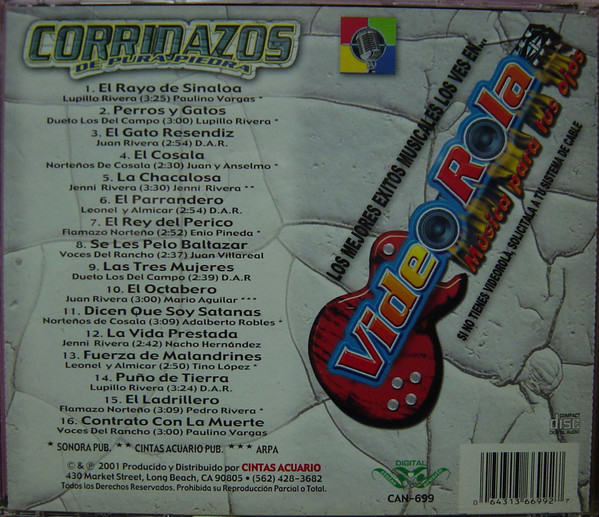 CORRIDAZOS
DE PURA PIEDRA
1. El Rayo de Sinaloa
Lupillo Rivera (3:25) Paulino Vargas *
2. Perros y Gatos
Dueto Los Del Campo (3:00) Lupillo Rivera *
3. El Gato Resendiz
Juan Rivera (2:54) D.A.R.
4. El Cosala
Norteños De Cosala (2:30) Juan y Anselmo *
5. La Chacalosa
Jenni Rivera (3:30) Jenni Rivera **
6. El Parrandero
Leonel y Almicar (2:54) D.A.R.
7. El Rey del Perico
Flamazo Norteño (2:52) Enio Pineda *
8. Se Les Pelo Baltazar
Voces Del Rancho (2:37) Juan Villareal
9. Las Tres Mujeres
Dueto Los Del Campo (2:39) D.A.R
10. El Octabero
Juan Rivera (3:00) Mario Aguilar ***
11. Dicen Que Soy Satanas
Norteños de Cosala (3:09) Adalberto Robles *
12. La Vida Prestada
Jenni Rivera (2:42) Nacho Hernández
13. Fuerza de Malandrines
Leonel y Almicar (2:50) Tino López *
14. Puño de Tierra
Lupillo Rivera (3:24) D.A.R.
15. El Ladrillero
Flamazo Norteño (3:09) Pedro Rivera *
16. Contrato Con La Muerte
Voces Del Rancho (3:00) Paulino Vargas
* SONORA PUB. ** CINTAS ACUARIO PUB. *** ARPA
© & ℗ 2001 Producido y Distribuido por CINTAS ACUARIO
430 Market Street, Long Beach, CA 90805 • (562) 428-3682
Todos los Derechos Reservados. Prohibida su Reproducción Parcial o Total.
LOS MEJORES EXITOS MUSICALES LOS VES EN...
Video Rola
Música para tus ojos
SI NO TIENES VIDEOROLA, SOLICITALA A TU SISTEMA DE CABLE
DIGITAL
CAN-699
COMPACT
disc
DIGITAL AUDIO
0 64313 66992 7